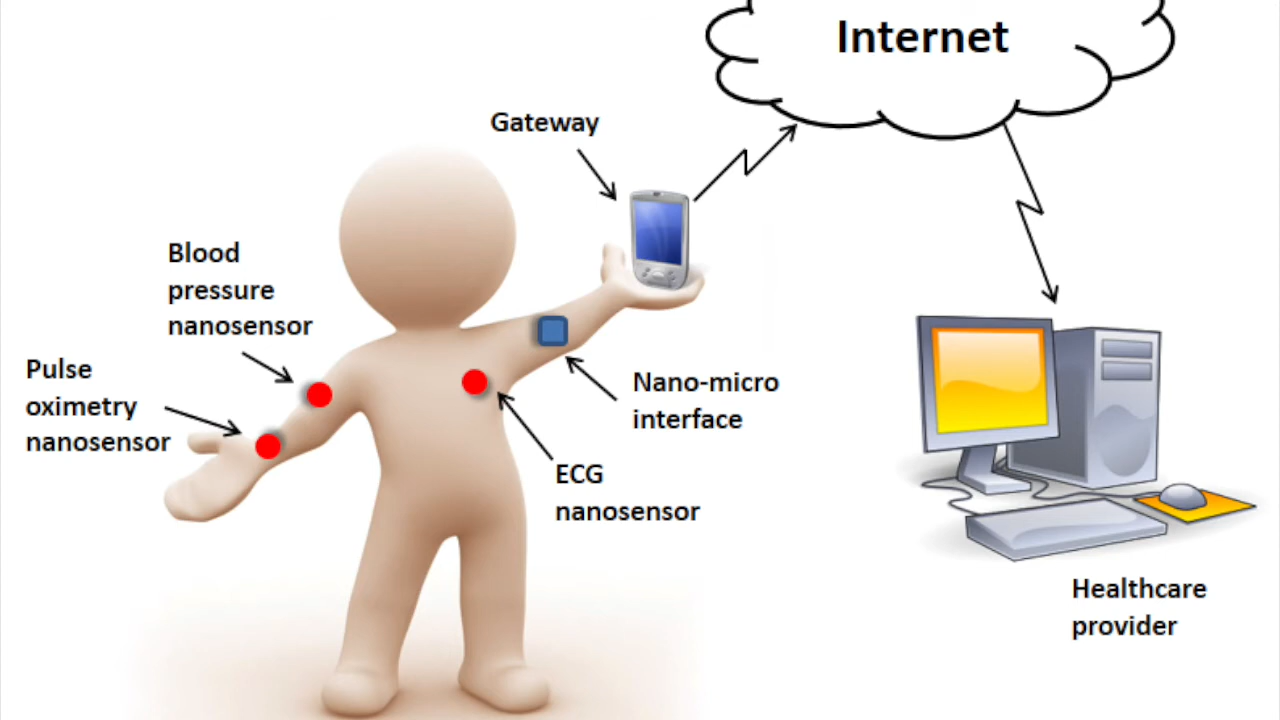 Internet
Gateway
Blood
pressure
nanosensor
Pulse
oximetry
nanosensor
Nano-micro
interface
ECG
nanosensor
Healthcare
provider